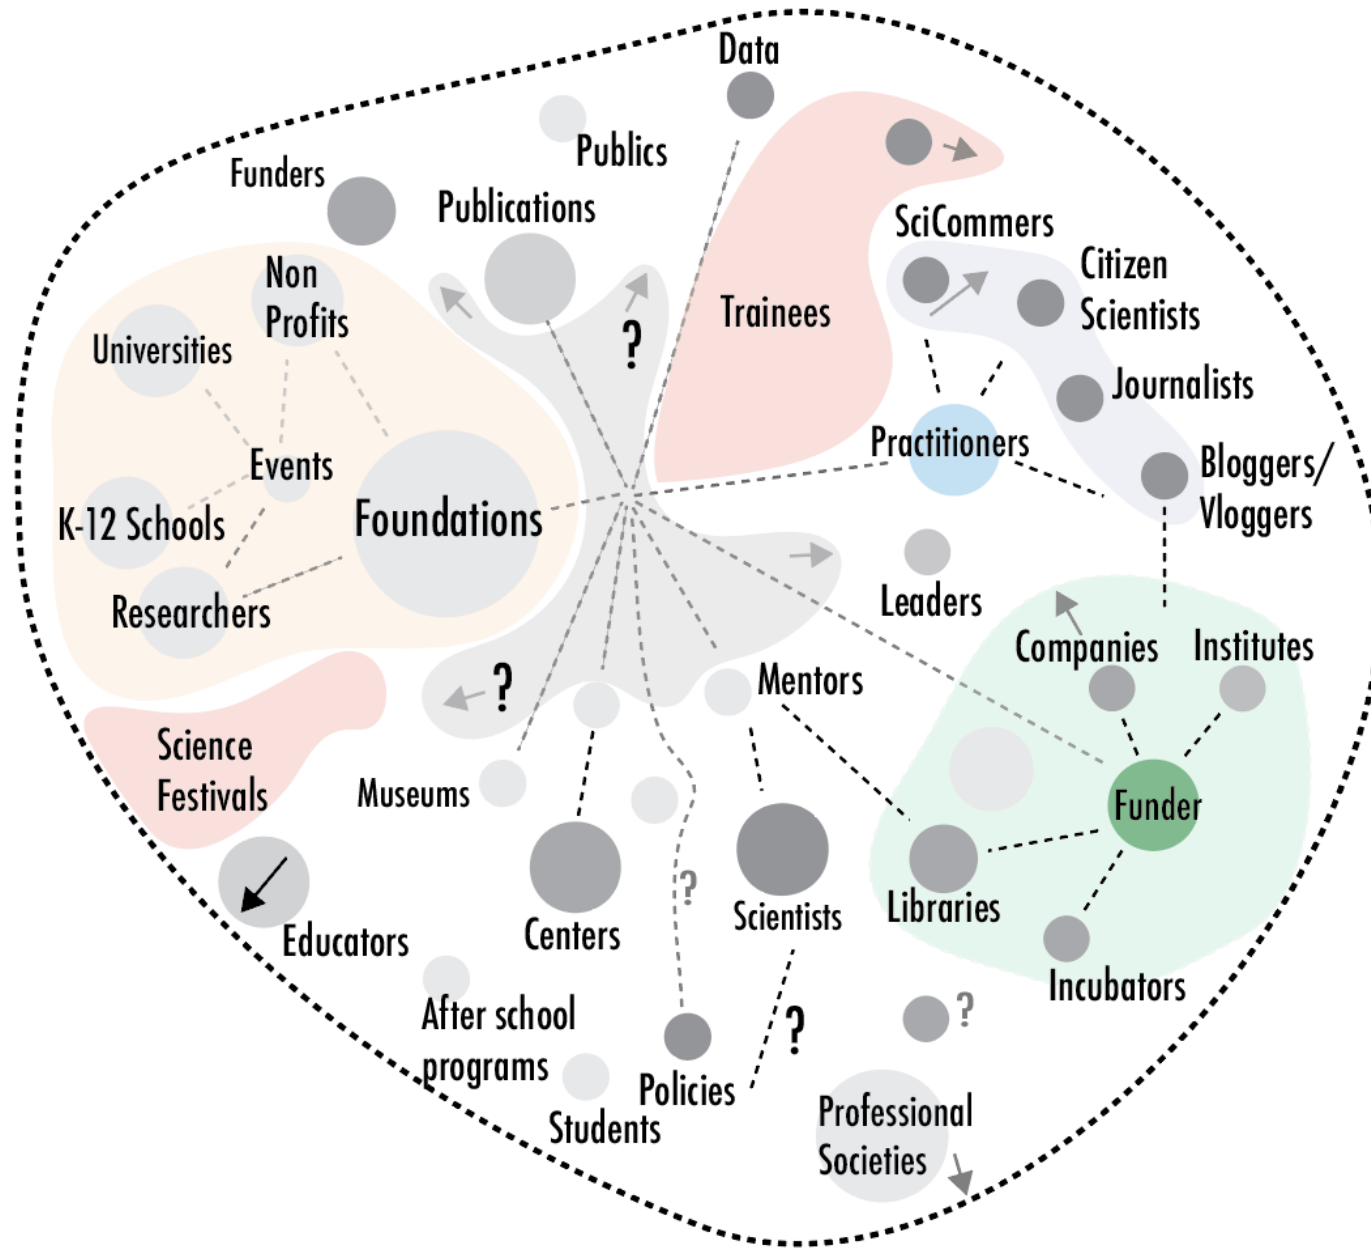 Data
Publics
Funders
Publications
SciCommers
Non
Profits
Citizen
Scientists
Universities
Trainees
?
Journalists
Practitioners
Events
Bloggers/
Vloggers
K-12 Schools
Foundations
Researchers
Leaders
Companies
Institutes
?
Mentors
Science
Festivals
Museums
Funder
?
Libraries
Scientists
Centers
Educators
Incubators
After school
programs
?
?
Policies
Students
Professional
Societies